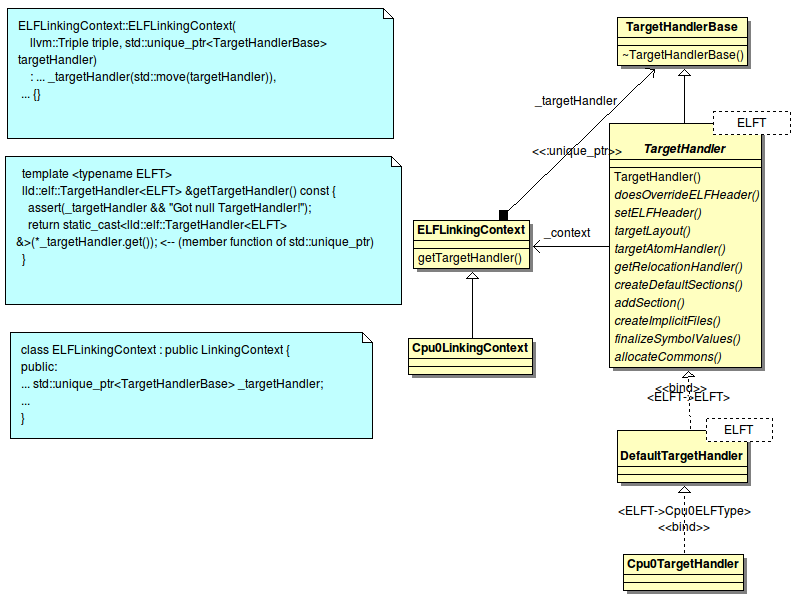 ELFLinkingContext::ELFLinkingContext(
llvm::Triple triple, std::unique_ptr<TargetHandlerBase>
targetHandler)
: ... _targetHandler(std::move(targetHandler)),
... {}
template <typename ELFT>
lld::elf::TargetHandler<ELFT> &getTargetHandler() const {
assert(_targetHandler && "Got null TargetHandler!");
return static_cast<lld::elf::TargetHandler<ELFT>
&>(*_targetHandler.get()); <-- (member function of std::unique_ptr)
}
class ELFLinkingContext : public LinkingContext {
public:
... std::unique_ptr<TargetHandlerBase> _targetHandler;
...
}
TargetHandlerBase
~TargetHandlerBase()
_targetHandler
<<:unique_ptr>>
ELFT
TargetHandler
TargetHandler()
doesOverrideELFHeader()
setELFHeader()
targetLayout()
targetAtomHandler()
getRelocationHandler()
createDefaultSections()
addSection()
createImplicitFiles()
finalizeSymbolValues()
allocateCommons()
ELFLinkingContext
getTargetHandler()
_context
Cpu0LinkingContext
<<bind>>
<ELFT->ELFT>
ELFT
DefaultTargetHandler
<ELFT->Cpu0ELFType>
<<bind>>
Cpu0TargetHandler